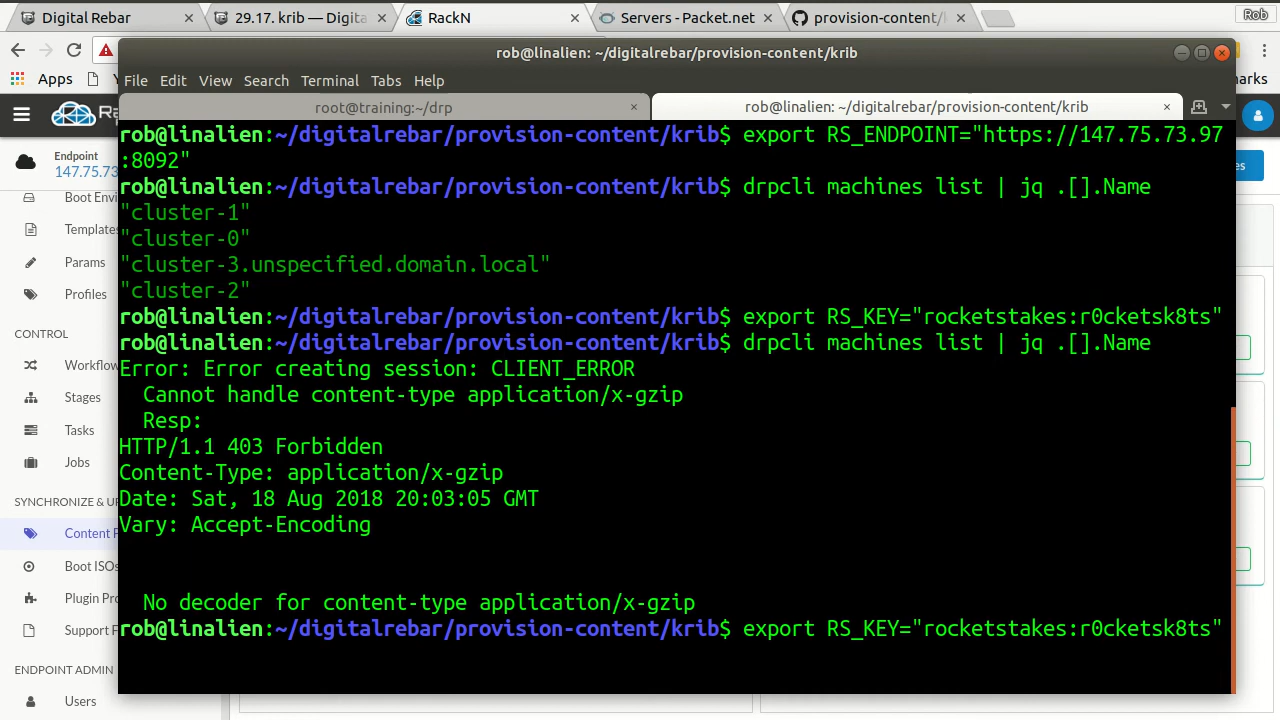 Digital Rebar
29.17. krib — Digita
RackN
Servers - Packet.net
provision-content/
Rob
rob@linalien: ~/digitalrebar/provision-content/krib
Apps
marks
File Edit View Search Terminal Tabs Help
root@training:~/drp
rob@linalien: ~/digitalrebar/provision-content/krib
Endpoint
147.75.73
es
Boot Envi
Templates
Params
Profiles
CONTROL
Workflow
Stages
Tasks
Jobs
SYNCHRONIZE & U
Content P
Boot ISOs
Plugin Pro
Support F
ENDPOINT ADMIN
Users
rob@linalien:~/digitalrebar/provision-content/krib$ export RS_ENDPOINT="https://147.75.73.97
:8092"
rob@linalien:~/digitalrebar/provision-content/krib$ drpcli machines list | jq .[].Name
"cluster-1"
"cluster-0"
"cluster-3.unspecified.domain.local"
"cluster-2"
rob@linalien:~/digitalrebar/provision-content/krib$ export RS_KEY="rocketstakes:r0cketsk8ts"
rob@linalien:~/digitalrebar/provision-content/krib$ drpcli machines list | jq .[].Name
Error: Error creating session: CLIENT_ERROR
Cannot handle content-type application/x-gzip
Resp:
HTTP/1.1 403 Forbidden
Content-Type: application/x-gzip
Date: Sat, 18 Aug 2018 20:03:05 GMT
Vary: Accept-Encoding
No decoder for content-type application/x-gzip
rob@linalien:~/digitalrebar/provision-content/krib$ export RS_KEY="rocketstakes:r0cketsk8ts"